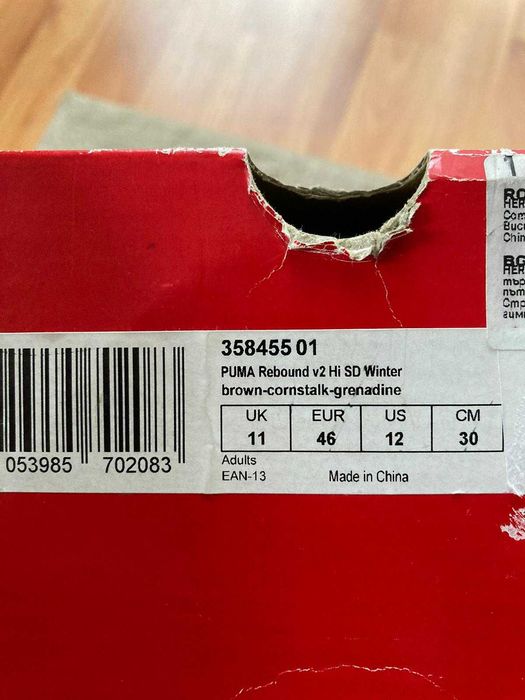 358455 01
PUMA Rebound v2 Hi SD Winter
brown-cornstalk-grenadine
UK EUR US CM
11 46 12 30
Adults
EAN-13 Made in China
053985 702083
1